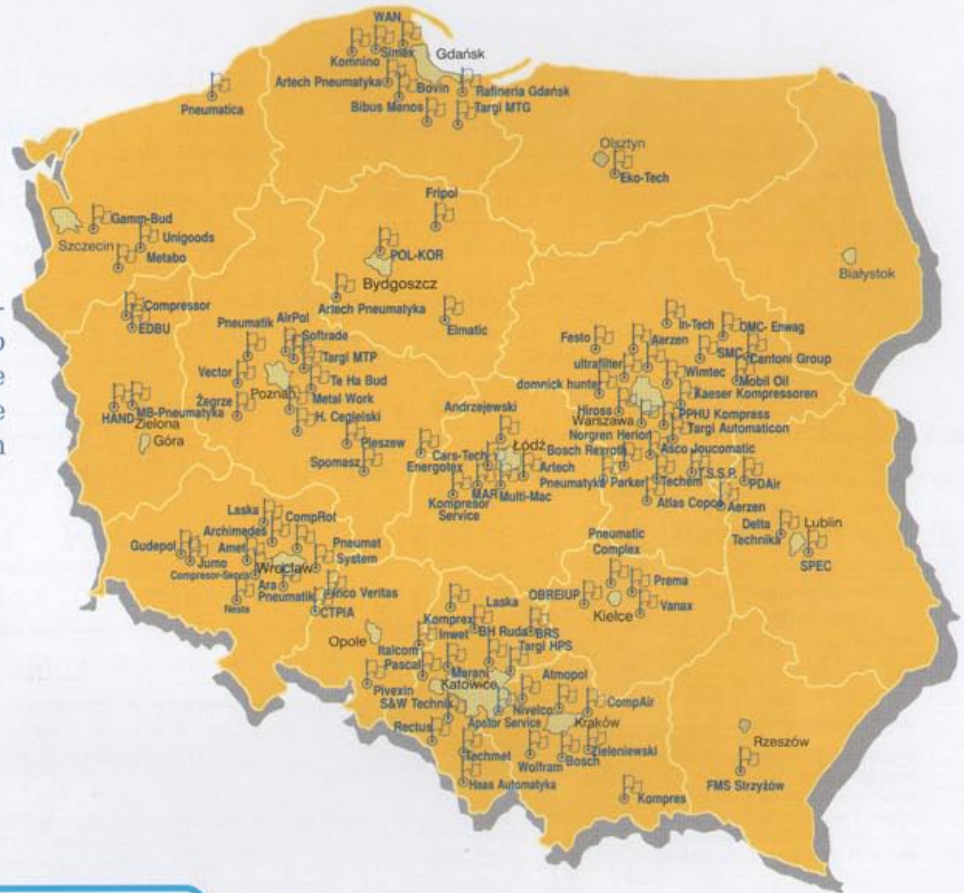 WAN
Komnino
Simex
Gdańsk
Artech Pneumatyka
Bovin
Rafineria Gdańsk
Pneumatica
Bibus Menos
Targi MTG
Olsztyn
Eko-Tech
Fripol
Gamm-Bud
Szczecin
Unigoods
Metabo
POL-KOR
Bydgoszcz
Białystok
Artech Pneumatyka
Compressor
EDBU
Elmatic
Pneumatik
AirPol
Softrade
Targi MTP
Vector
Te Ha Bud
Poznań
Metal Work
Żegrze
H. Cegielski
HAND
MB-Pneumatyka
Zielona
Góra
Pleszew
Spomasz
In-Tech
OMC- Enwag
Festo
Aerzen
SMC
Cantoni Group
ultrafilter
Wimtec
Mobil Oil
domnick hunter
Kaeser Kompressoren
Hiross
PPHU Kompress
Warszawa
Targi Automaticon
Norgren Herion
Andrzejewski
Łódź
Cars-Tech
Energotex
Bosch Rexroth
Asco Joucomatic
Artech
Pneumatyka
Parker
Techem
T.S.S.P.
PDAir
MAR
Multi-Mac
Kompresor
Service
Atlas Copco
Aerzen
Delta
Technika
Lublin
SPEC
Laska
CompRot
Archimedes
Gudepol
Amet
Pneumat
System
Jumo
Wrocław
Compresor-Serwis
Ara
Pneumatik
Finco Veritas
Nesta
CTPiA
Pneumatic
Complex
Prema
OBREiUP
Kielce
Vanax
Opole
Komprex
Laska
Inwet
BH Ruda
BRS
Italcom
Targi HPS
Pascal
Marani
Katowice
Atmopol
Pivexin
S&W Technik
Nivelco
CompAir
Apator Service
Kraków
Rectus
Zieleniewski
Techmet
Wolfram
Bosch
Haas Automatyka
Kompres
Rzeszów
FMS Strzyżów